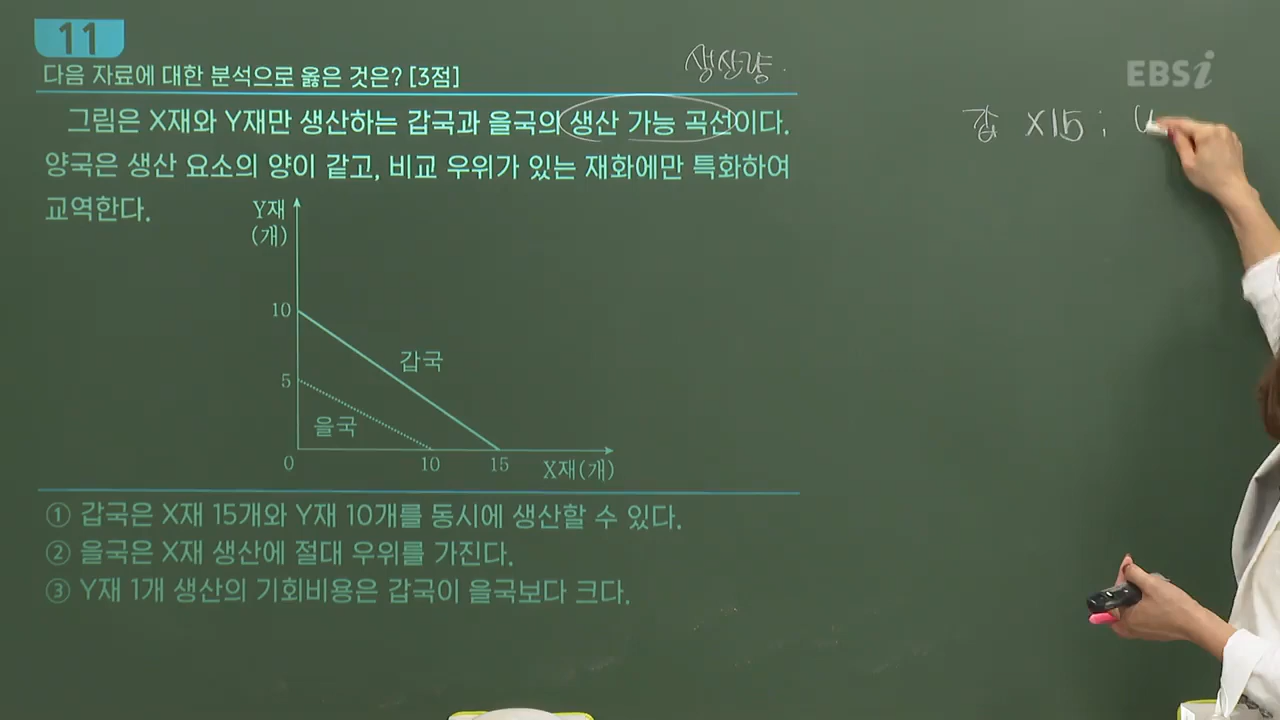 11
다음 자료에 대한 분석으로 옳은 것은? [3점]
생산량.
EBSi
그림은 X재와 Y재만 생산하는 갑국과 을국의 생산 가능 곡선이다.
갑 X15 ;
양국은 생산 요소의 양이 같고, 비교 우위가 있는 재화에만 특화하여
교역한다.
Y재
(개)
10
갑국
5
을국
0
10
15
X재(개)
① 갑국은 X재 15개와 Y재 10개를 동시에 생산할 수 있다.
② 을국은 X재 생산에 절대 우위를 가진다.
③ Y재 1개 생산의 기회비용은 갑국이 을국보다 크다.